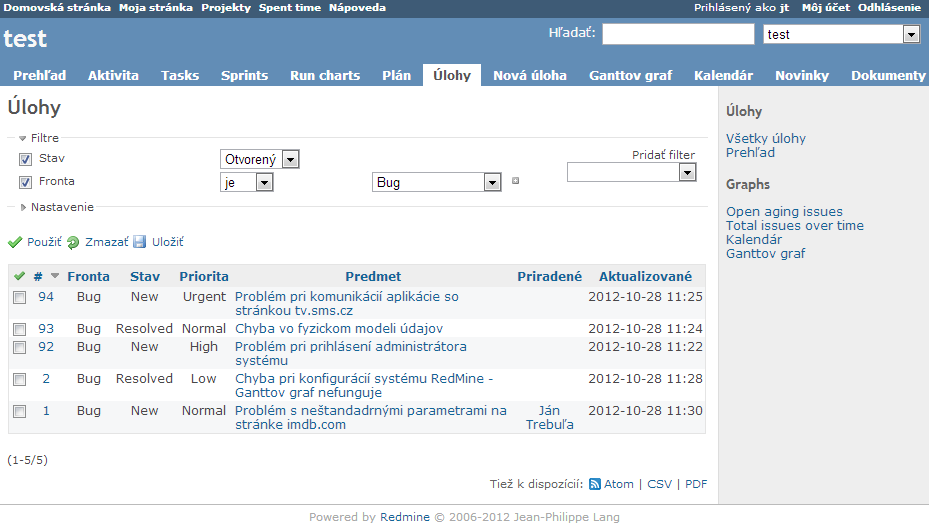 Domovská stránka Moja stránka Projekty Spent time Nápoveda Prihlásený ako jt Môj účet Odhlásenie
test Hľadať: test
Prehľad Aktivita Tasks Sprints Run charts Plán Úlohy Nová úloha Ganttov graf Kalendár Novinky Dokumenty
Úlohy
Filtre
Stav Otvorený Pridať filter
Fronta je Bug
Nastavenie
Použiť Zmazať Uložiť
# Fronta Stav Priorita Predmet Priradené Aktualizované
94 Bug New Urgent Problém pri komunikácií aplikácie so 2012-10-28 11:25
stránkou tv.sms.cz
93 Bug Resolved Normal Chyba vo fyzickom modeli údajov 2012-10-28 11:24
92 Bug New High Problém pri prihlásení administrátora 2012-10-28 11:22
systému
2 Bug Resolved Low Chyba pri konfigurácií systému RedMine - 2012-10-28 11:28
Ganttov graf nefunguje
1 Bug New Normal Problém s neštandadrnými parametrami na Ján 2012-10-28 11:30
stránke imdb.com Trebuľa
(1-5/5)
Tiež k dispozícií: Atom | CSV | PDF
Úlohy
Všetky úlohy
Prehľad
Graphs
Open aging issues
Total issues over time
Kalendár
Ganttov graf
Powered by Redmine © 2006-2012 Jean-Philippe Lang